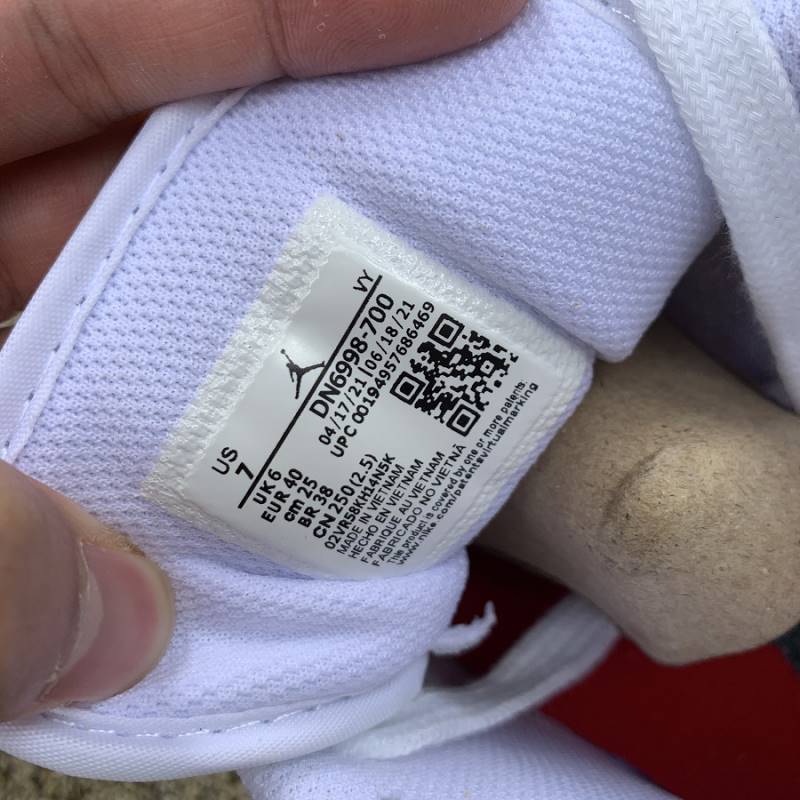 US VY
7
DN6998-700
04/17/21|06/18/21
UPC 00194957686469
UK 6
EUR 40
cm 25
BR 38
CN 250(2.5)
02VRS8KH14N5K
MADE IN VIETNAM
HECHO EN VIETNAM
FABRIQUE AU VIETNAM
FABRICADO NO VIETNÃ
This product is covered by one or more patents.
www.nike.com/patentsvirtualmarking